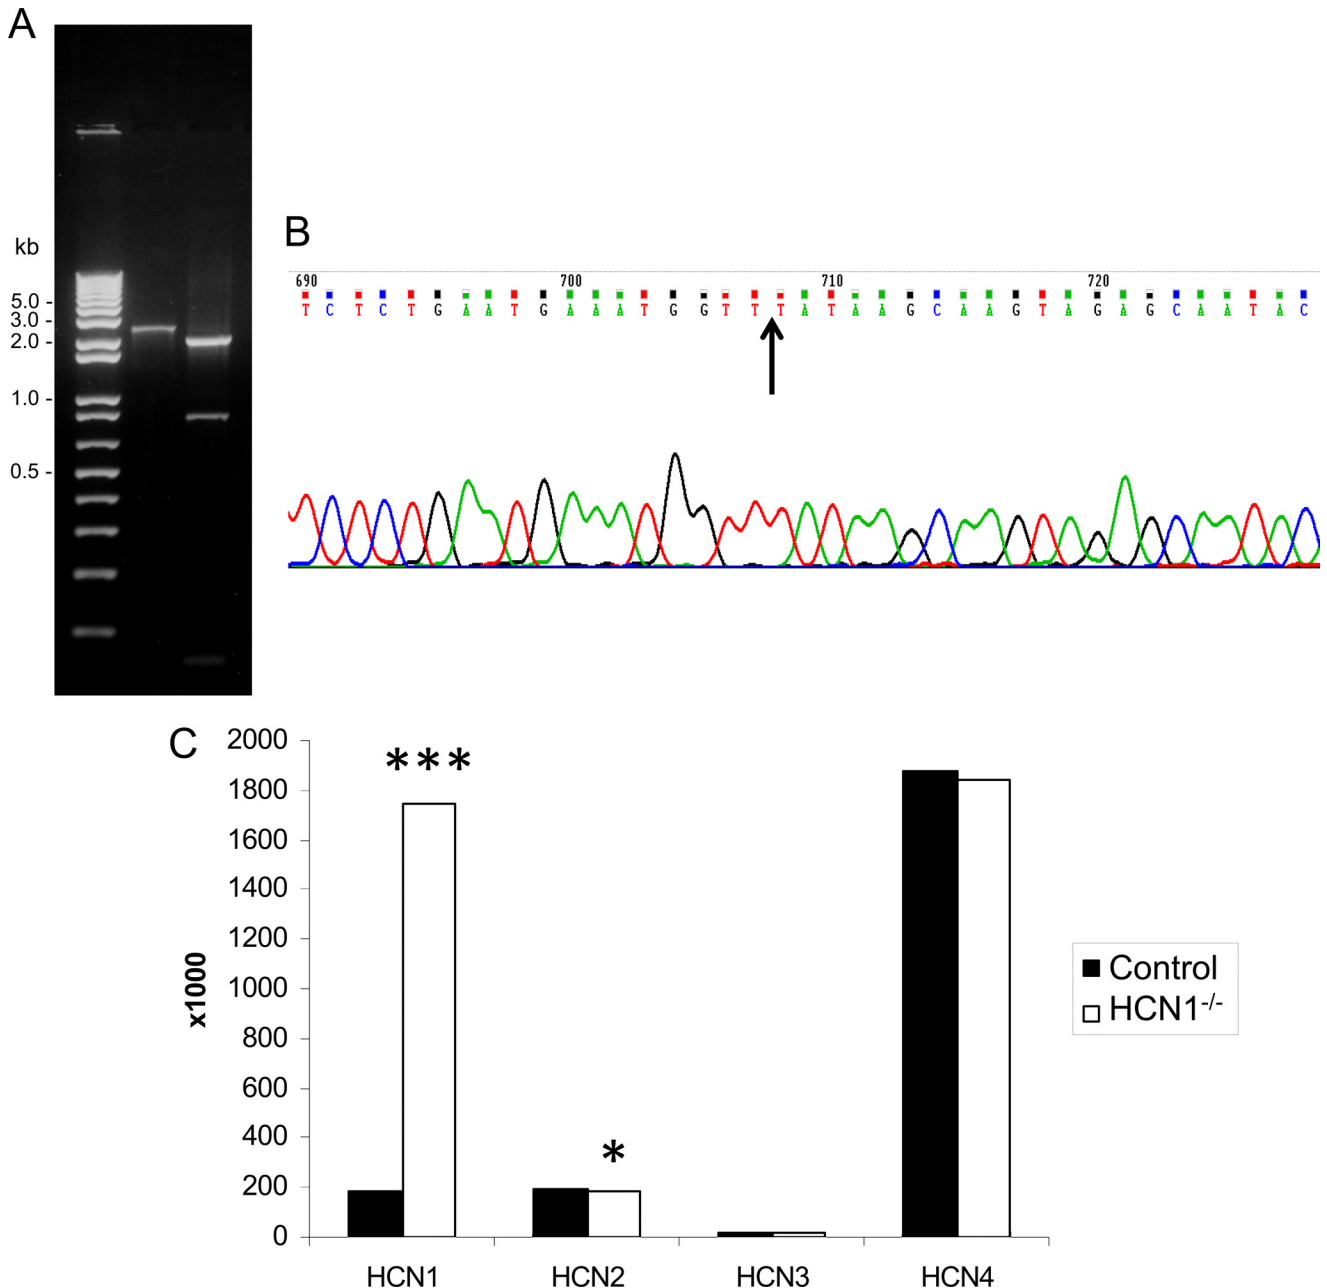 A
kb
5.0 -
3.0 -
2.0 -
1.0 -
0.5 -
B
690 700 710 720
T C T C T G A A T G A A A T G G T T T A T A A G C A A G T A G A G C A A T A C
C
2000
1800
1600
1400
1200
1000
800
600
400
200
0
x1000
***
*
HCN1 HCN2 HCN3 HCN4
Control
HCN1-/-